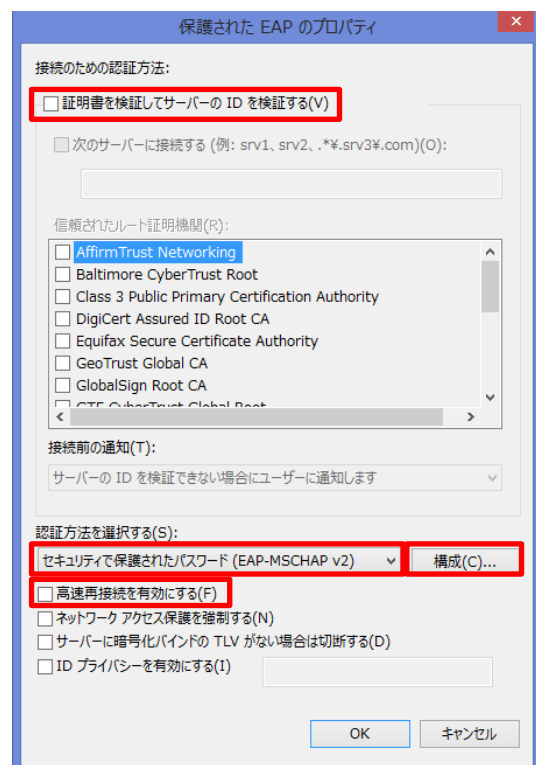 保護された EAP のプロパティ
×
接続のための認証方法:
証明書を検証してサーバーの ID を検証する(V)
次のサーバーに接続する (例: srv1、srv2、.*¥.srv3¥.com)(O):
信頼されたルート証明機関(R):
AffirmTrust Networking
Baltimore CyberTrust Root
Class 3 Public Primary Certification Authority
DigiCert Assured ID Root CA
Equifax Secure Certificate Authority
GeoTrust Global CA
GlobalSign Root CA
GTE CyberTrust Global Root
接続前の通知(T):
サーバーの ID を検証できない場合にユーザーに通知します
認証方法を選択する(S):
セキュリティで保護されたパスワード (EAP-MSCHAP v2) 構成(C)...
高速再接続を有効にする(F)
ネットワーク アクセス保護を強制する(N)
サーバーに暗号化バインドの TLV がない場合は切断する(D)
ID プライバシーを有効にする(I)
OK キャンセル